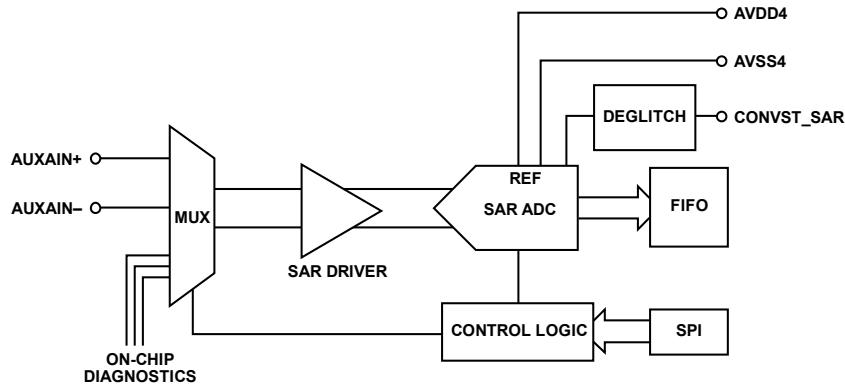 AVDD4
AVSS4
DEGLITCH
CONVST_SAR
AUXAIN+
REF
AUXAIN–
MUX
SAR ADC
FIFO
SAR DRIVER
CONTROL LOGIC
SPI
ON-CHIP
DIAGNOSTICS